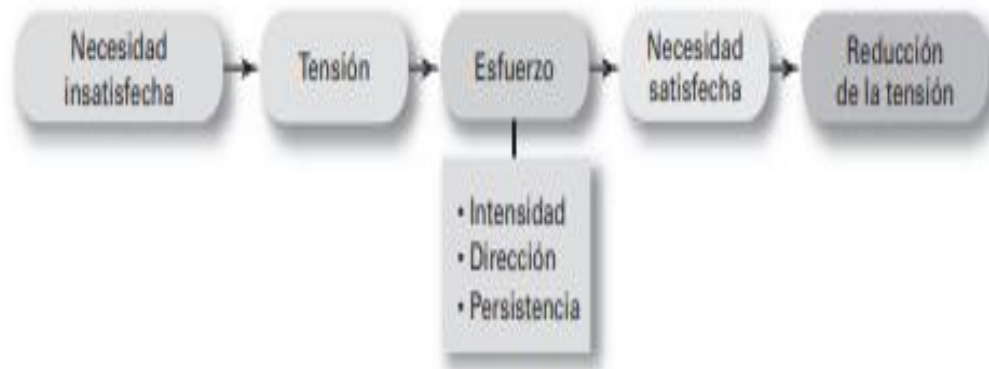 Necesidad
insatisfecha
Tensión
Esfuerzo
Necesidad
satisfecha
Reducción
de la tensión
• Intensidad
• Dirección
• Persistencia